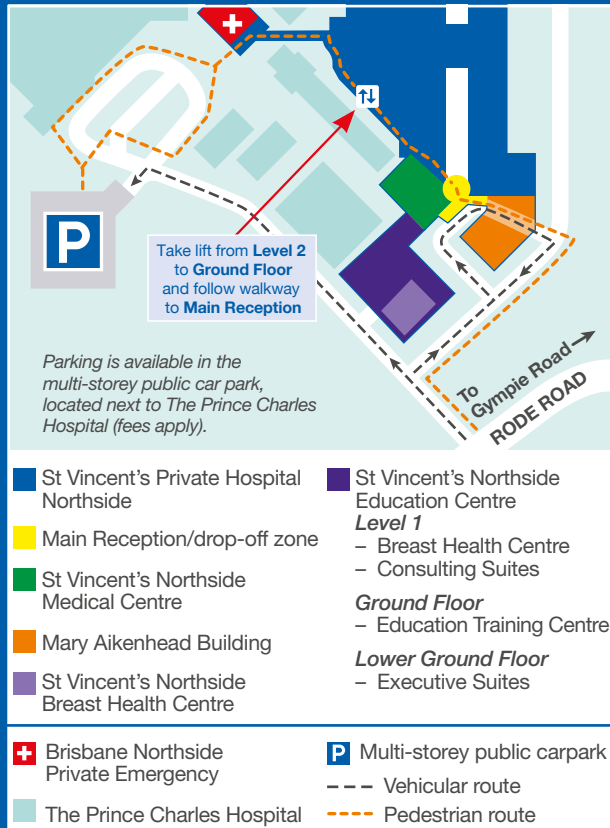 Take lift from Level 2
to Ground Floor
and follow walkway
to Main Reception
P
Parking is available in the
multi-storey public car park,
located next to The Prince Charles
Hospital (fees apply).
To
Gympie Road
RODE ROAD
St Vincent's Private Hospital
Northside
Main Reception/drop-off zone
St Vincent's Northside
Medical Centre
Mary Aikenhead Building
St Vincent's Northside
Breast Health Centre
St Vincent's Northside
Education Centre
Level 1
– Breast Health Centre
– Consulting Suites
Ground Floor
– Education Training Centre
Lower Ground Floor
– Executive Suites
Brisbane Northside
Private Emergency
The Prince Charles Hospital
P Multi-storey public carpark
Vehicular route
Pedestrian route